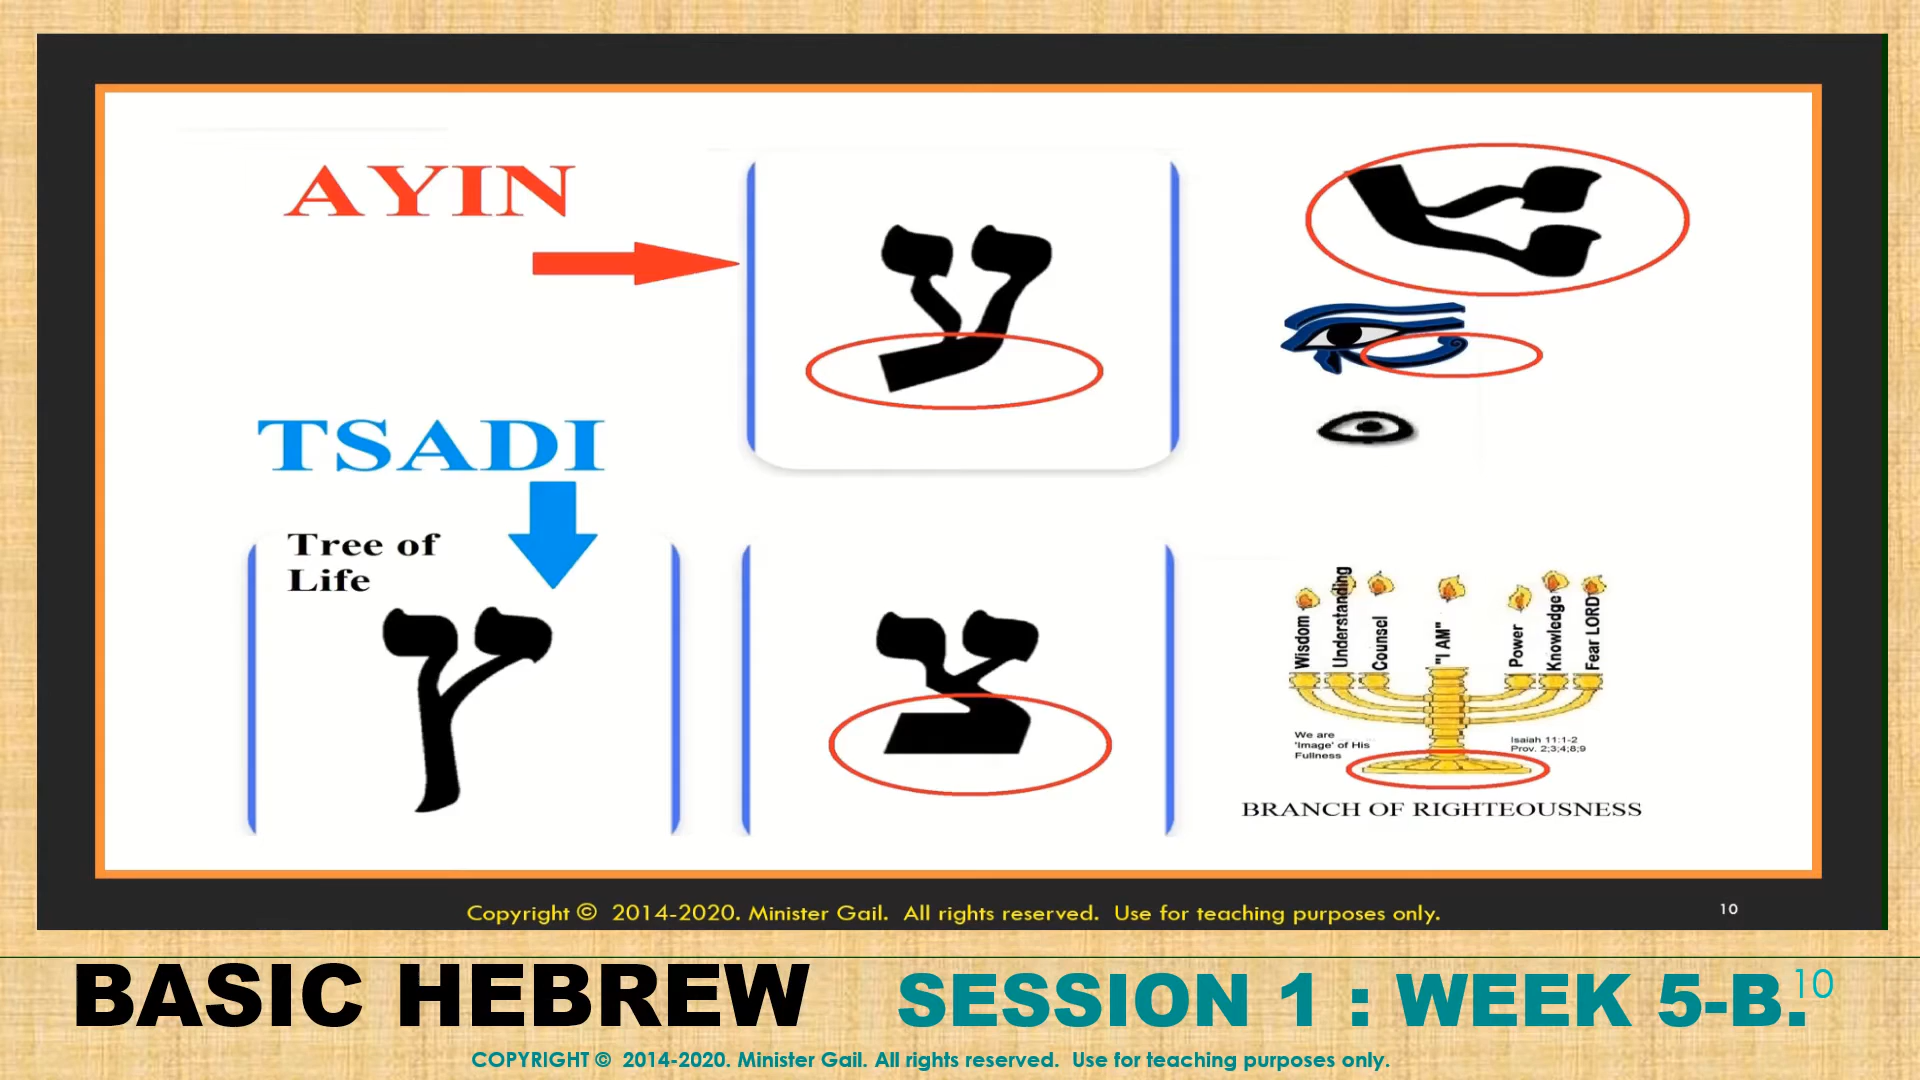 AYIN
ע
ע
TSADI
Tree of
Life
ץ
צ
Wisdom
Understanding
Counsel
"I AM"
Power
Knowledge
Fear LORD
We are
'Image' of His
Fullness
Isaiah 11:1-2
Prov. 2;3;4;8;9
BRANCH OF RIGHTEOUSNESS
Copyright © 2014-2020. Minister Gail. All rights reserved. Use for teaching purposes only.
10
BASIC HEBREW
SESSION 1 : WEEK 5-B.
10
COPYRIGHT © 2014-2020. Minister Gail. All rights reserved. Use for teaching purposes only.